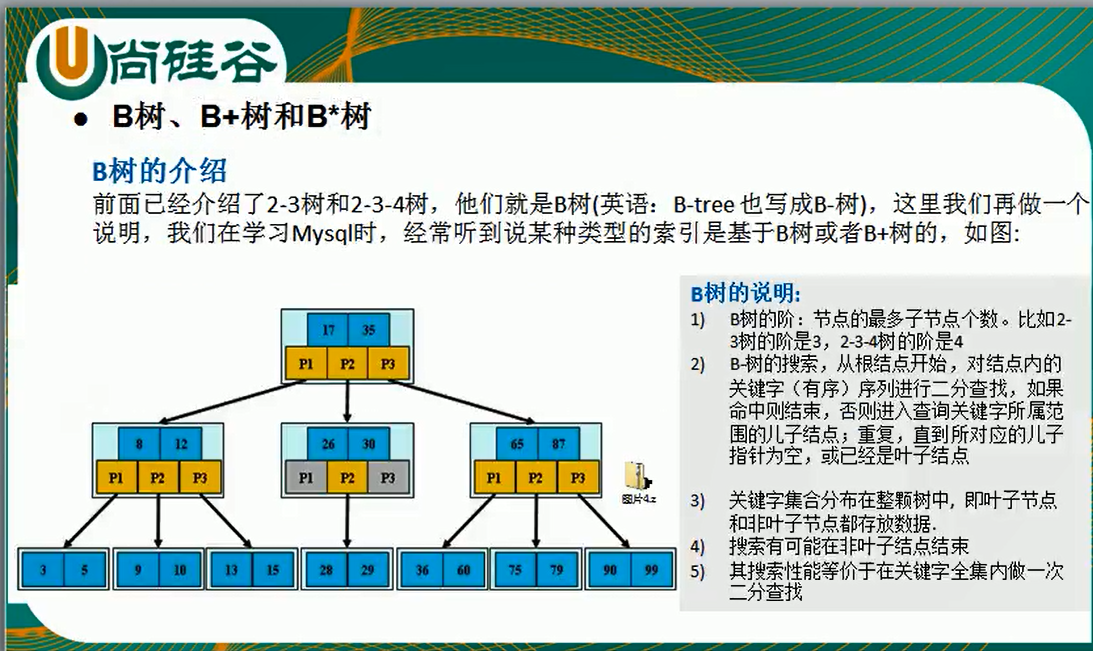 尚硅谷
● B树、B+树和B*树
B树的介绍
前面已经介绍了2-3树和2-3-4树，他们就是B树(英语：B-tree 也写成B-树)，这里我们再做一个
说明，我们在学习Mysql时，经常听到说某种类型的索引是基于B树或者B+树的，如图:
17 35
P1 P2 P3
8 12
P1 P2 P3
26 30
P1 P2 P3
65 87
P1 P2 P3
3 5
9 10
13 15
28 29
36 60
75 79
90 99
图片4.z
B树的说明:
1) B树的阶：节点的最多子节点个数。比如2-
3树的阶是3，2-3-4树的阶是4
2) B-树的搜索，从根结点开始，对结点内的
关键字（有序）序列进行二分查找，如果
命中则结束，否则进入查询关键字所属范
围的儿子结点；重复，直到所对应的儿子
指针为空，或已经是叶子结点
3) 关键字集合分布在整颗树中, 即叶子节点
和非叶子节点都存放数据.
4) 搜索有可能在非叶子结点结束
5) 其搜索性能等价于在关键字全集内做一次
二分查找